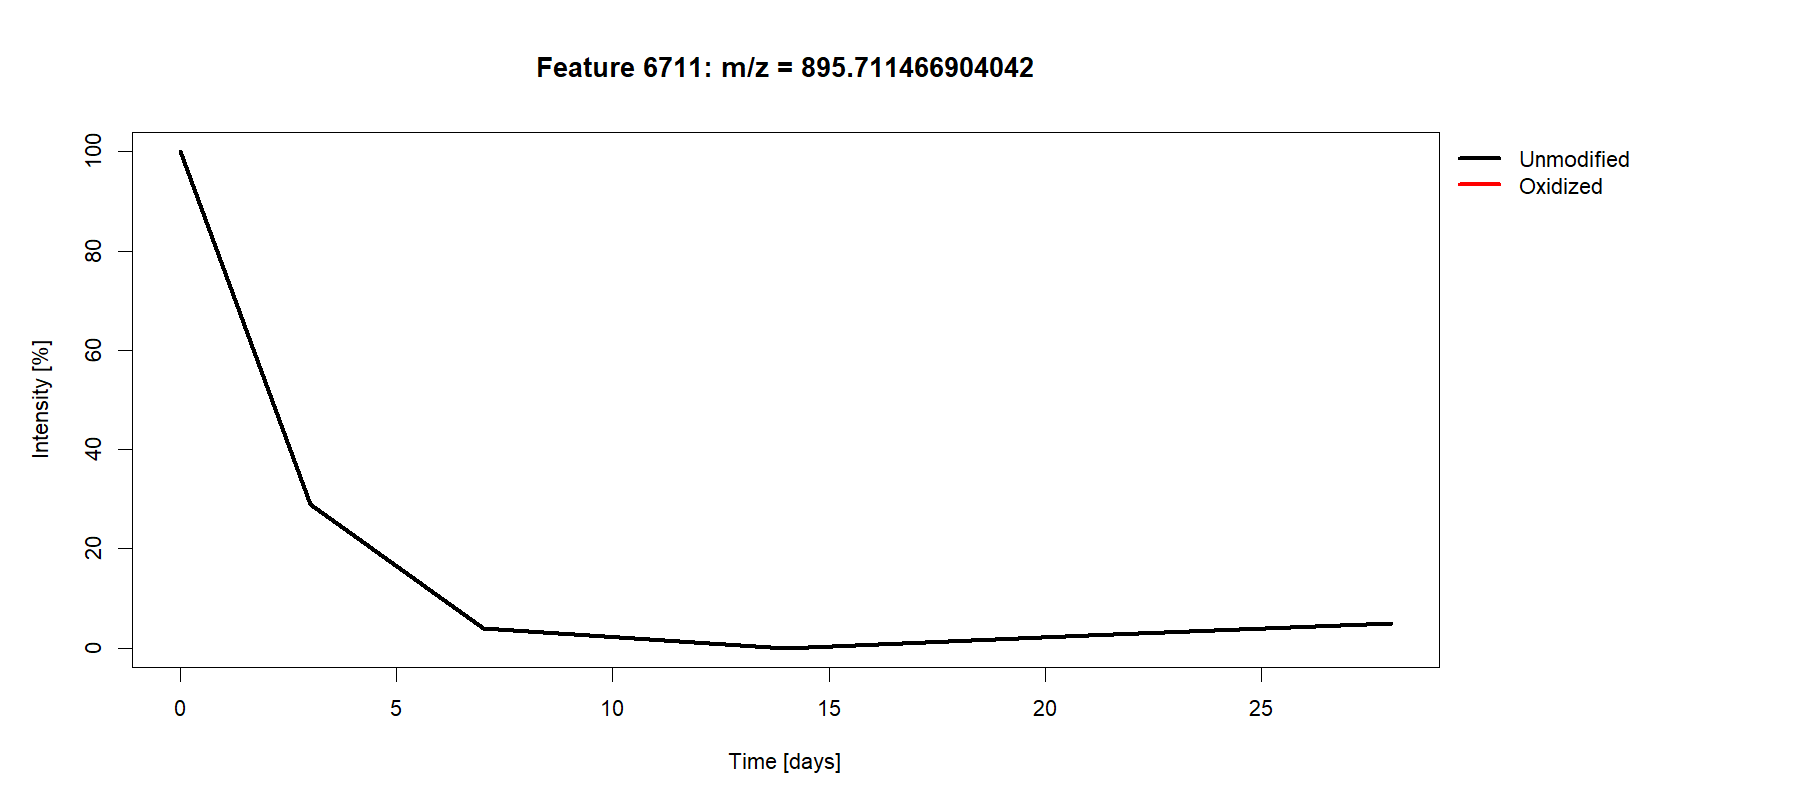 Feature 6711: m/z = 895.711466904042
Unmodified
Oxidized
Intensity [%]
100
80
60
40
20
0
0 5 10 15 20 25
Time [days]